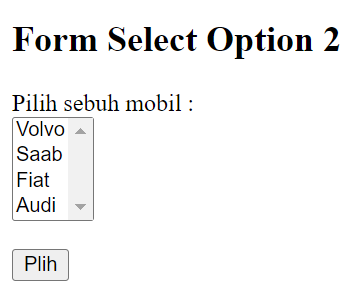 Form Select Option 2
Pilih sebuh mobil :
Volvo
Saab
Fiat
Audi
Plih